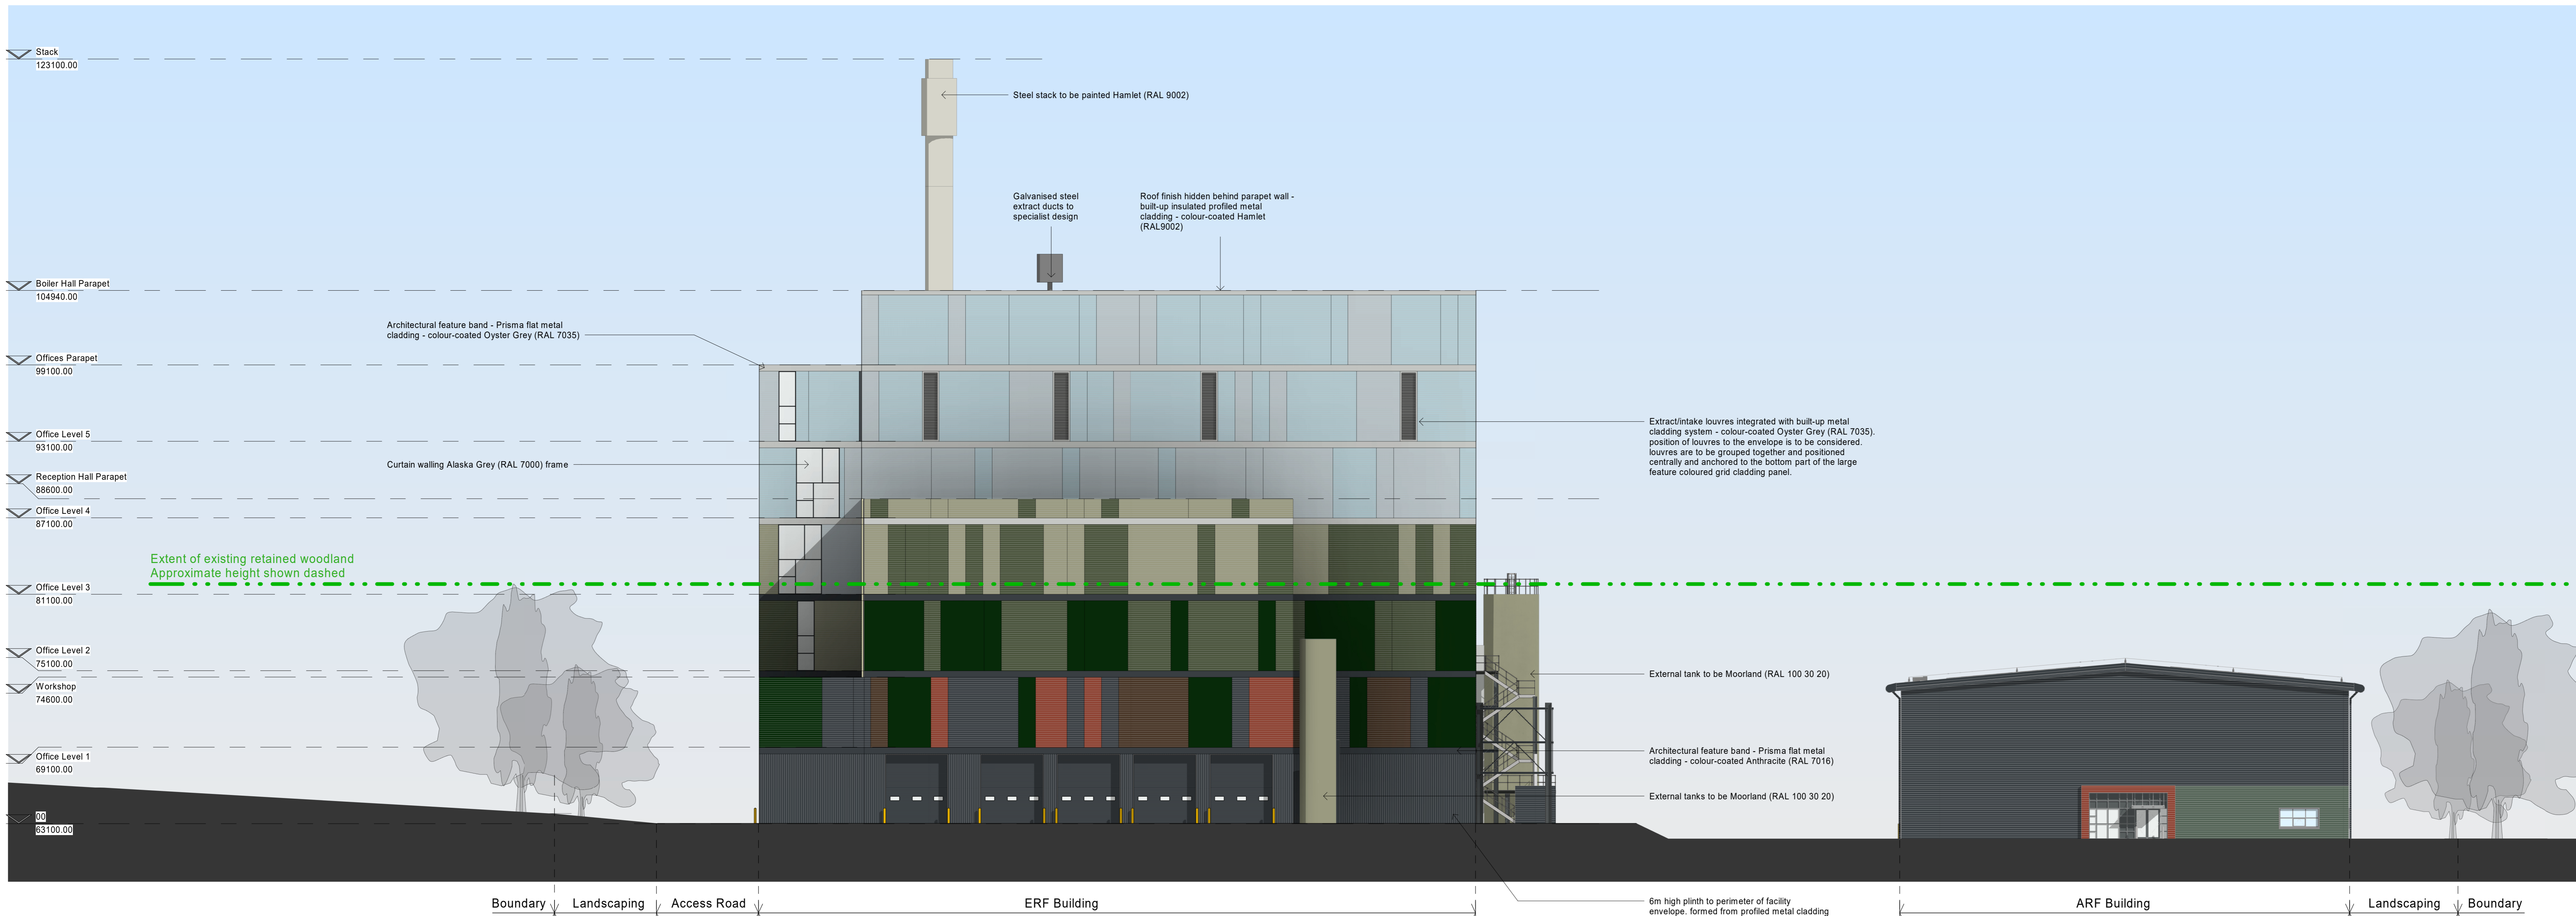 Stack
123100.00
Steel stack to be painted Hamlet (RAL 9002)
Galvanised steel
extract ducts to
specialist design
Roof finish hidden behind parapet wall -
built-up insulated profiled metal
cladding - colour-coated Hamlet
(RAL9002)
Boiler Hall Parapet
104940.00
Architectural feature band - Prisma flat metal
cladding - colour-coated Oyster Grey (RAL 7035)
Offices Parapet
99100.00
Extract/intake louvres integrated with built-up metal
cladding system - colour-coated Oyster Grey (RAL 7035).
position of louvres to the envelope is to be considered.
louvres are to be grouped together and positioned
centrally and anchored to the bottom part of the large
feature coloured grid cladding panel.
Office Level 5
93100.00
Curtain walling Alaska Grey (RAL 7000) frame
Reception Hall Parapet
88600.00
Office Level 4
87100.00
Extent of existing retained woodland
Approximate height shown dashed
Office Level 3
81100.00
Office Level 2
75100.00
External tank to be Moorland (RAL 100 30 20)
Workshop
74600.00
Office Level 1
69100.00
Architectural feature band - Prisma flat metal
cladding - colour-coated Anthracite (RAL 7016)
External tanks to be Moorland (RAL 100 30 20)
00
63100.00
6m high plinth to perimeter of facility
envelope. formed from profiled metal cladding
Boundary
Landscaping
Access Road
ERF Building
ARF Building
Landscaping
Boundary